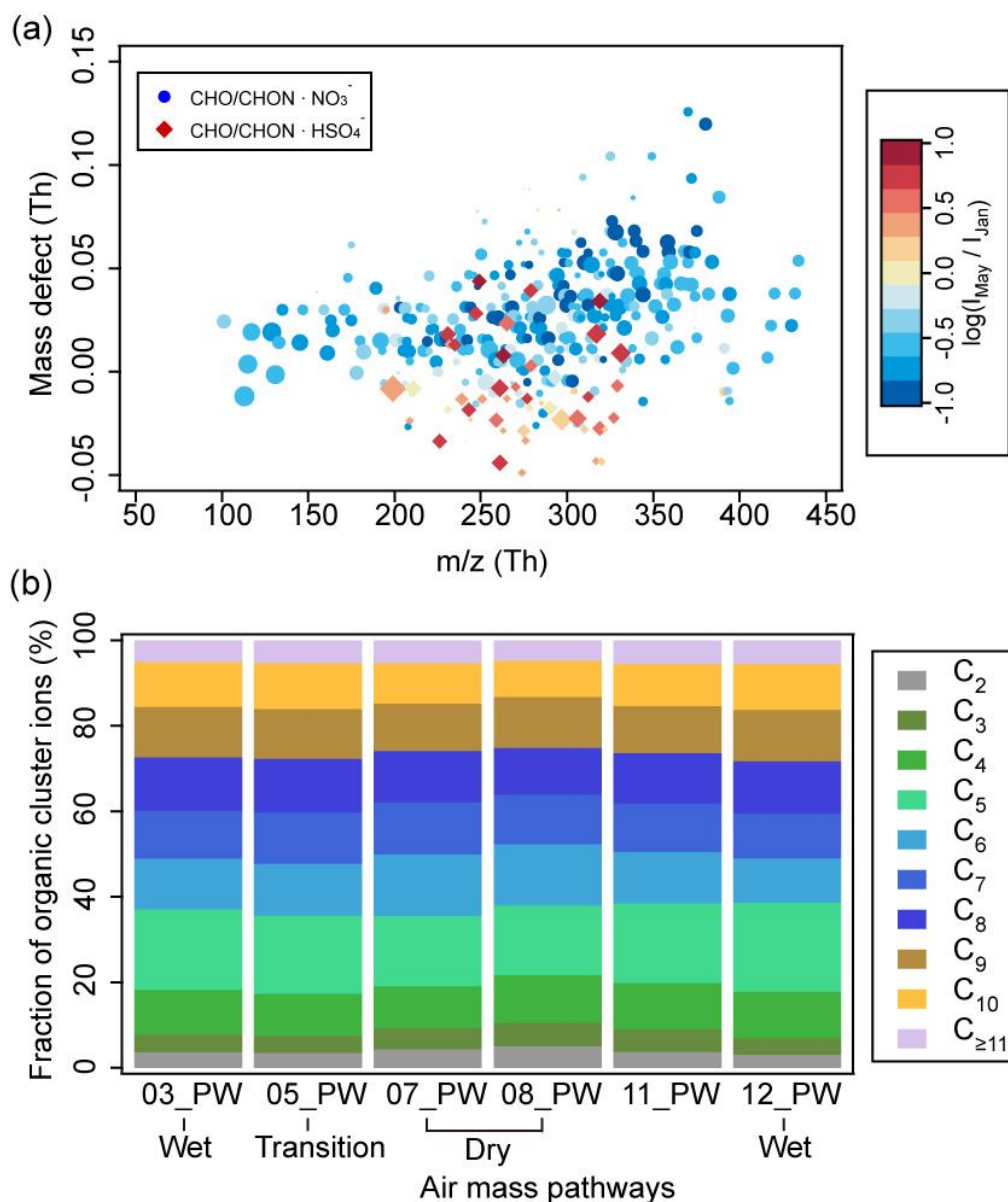 (a)
0.15
0.10
0.05
0.00
-0.05
Mass defect (Th)
CHO/CHON · NO₃⁻
CHO/CHON · HSO₄⁻
50 100 150 200 250 300 350 400 450
m/z (Th)
1.0
0.5
0.0
-0.5
-1.0
log(I_May / I_Jan)
(b)
100
80
60
40
20
0
Fraction of organic cluster ions (%)
C₂
C₃
C₄
C₅
C₆
C₇
C₈
C₉
C₁₀
C≥₁₁
03_PW 05_PW 07_PW 08_PW 11_PW 12_PW
Wet Transition Dry Wet
Air mass pathways